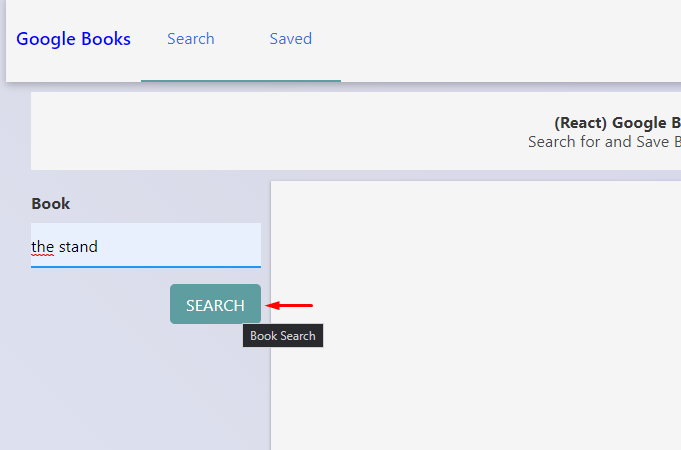 Google Books Search Saved
(React) Google B
Search for and Save B
Book
the stand
SEARCH
Book Search